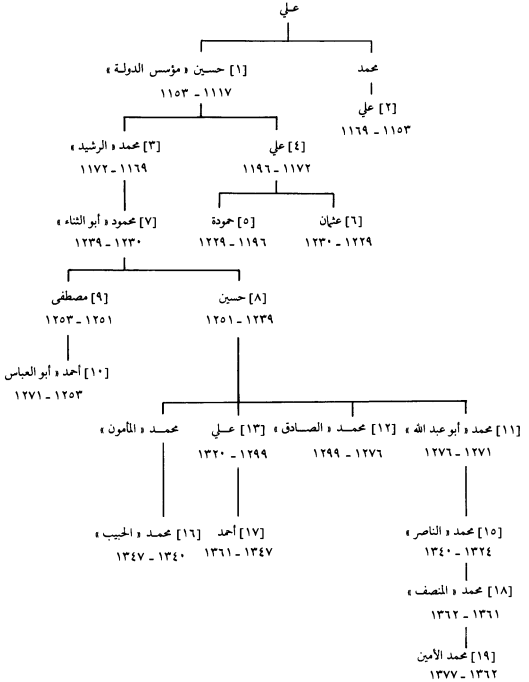 علي
[١] حسين « مؤسس الدولة »
محمد
١١١٧ - ١١٥٣
[٢] علي
١١٥٣ - ١١٦٩
[٣] محمد « الرشيد »
[٤] علي
١١٦٩ - ١١٧٢
١١٧٢ - ١١٩٦
[٧] محمود « أبو الثناء »
[٥] حمودة
[٦] عثمان
١٢٣٠ - ١٢٣٩
١١٩٦ - ١٢٢٩
١٢٢٩ - ١٢٣٠
[٩] مصطفى
[٨] حسين
١٢٥١ - ١٢٥٣
١٢٣٩ - ١٢٥١
[١٠] أحمد « أبو العباس
١٢٥٣ - ١٢٧١
[١١] محمد « أبو عبد الله »
[١٢] محمد « الصادق »
[١٣] علي
محمد « المأمون »
١٢٧١ - ١٢٧٦
١٢٧٦ - ١٢٩٩
١٢٩٩ - ١٣٢٠
[١٥] محمد « الناصر »
[١٧] أحمد
[١٦] محمد « الحبيب »
١٣٢٤ - ١٣٤٠
١٣٤٧ - ١٣٦١
١٣٤٠ - ١٣٤٧
[١٨] محمد « المنصف »
١٣٦١ - ١٣٦٢
[١٩] محمد الأمين
١٣٦٢ - ١٣٧٧